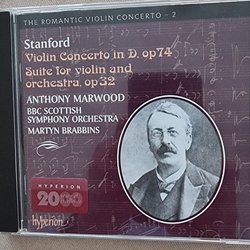 THE ROMANTIC VIOLIN CONCERTO - 2
Stanford
Violin Concerto in D, op74
Suite for violin and
orchestra, op32
ANTHONY MARWOOD
BBC SCOTTISH
SYMPHONY ORCHESTRA
MARTYN BRABBINS
HYPERION
2000
hyperion